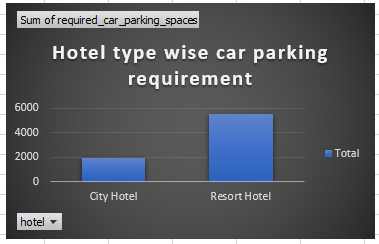 Sum of required_car_parking_spaces
Hotel type wise car parking
requirement
6000
4000
2000
0
City Hotel
Resort Hotel
Total
hotel